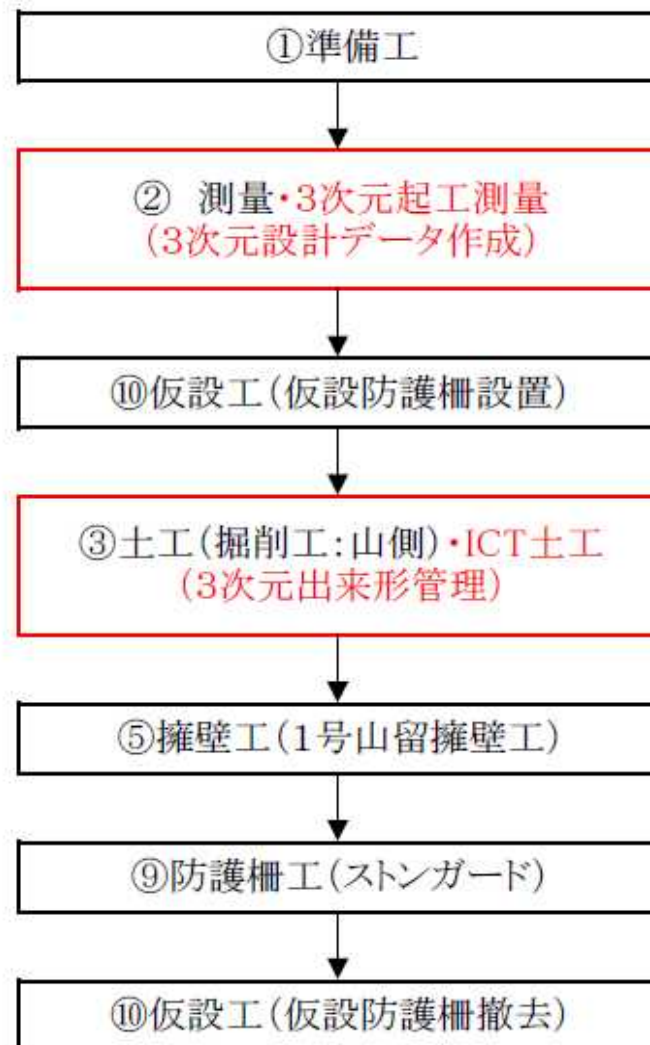 ①準備工
② 測量・3次元起工測量
(3次元設計データ作成)
⑩仮設工(仮設防護柵設置)
③土工(掘削工:山側)・ICT土工
(3次元出来形管理)
⑤擁壁工(1号山留擁壁工)
⑨防護柵工(ストンガード)
⑩仮設工(仮設防護柵撤去)